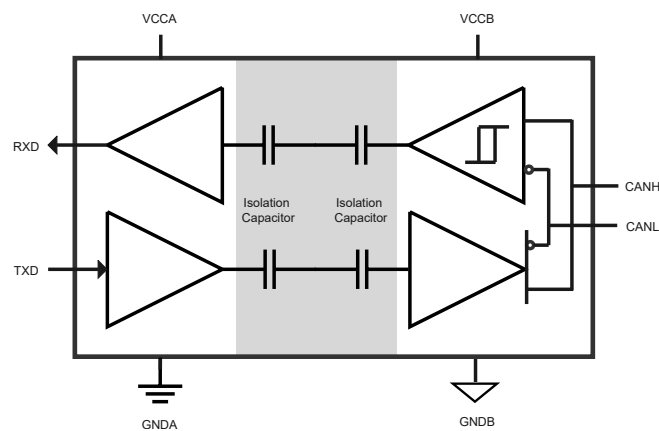 VCCA
VCCB
RXD
Isolation
Capacitor
Isolation
Capacitor
CANH
CANL
TXD
GNDA
GNDB